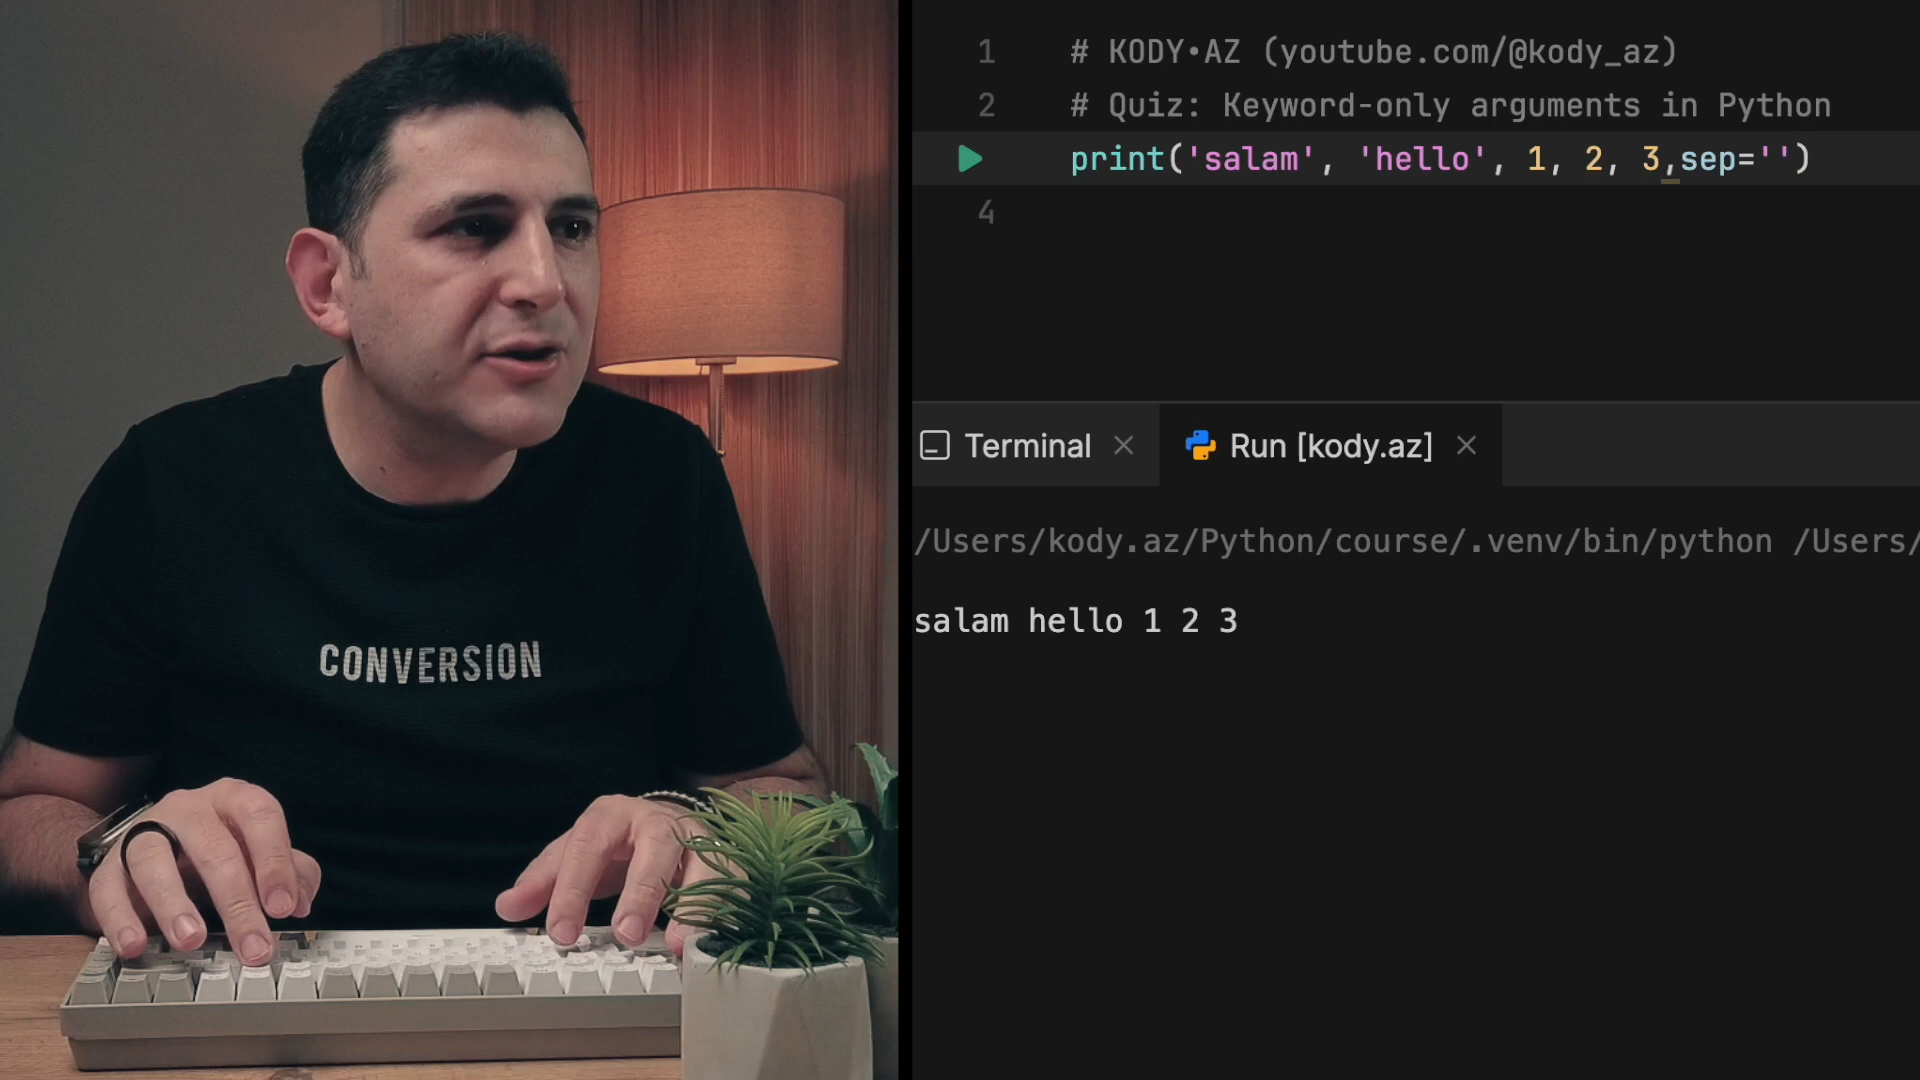 CONVERSION
1 # KODY•AZ (youtube.com/@kody_az)
2 # Quiz: Keyword-only arguments in Python
print('salam', 'hello', 1, 2, 3,sep='')
4
Terminal
Run [kody.az]
/Users/kody.az/Python/course/.venv/bin/python /Users/
salam hello 1 2 3